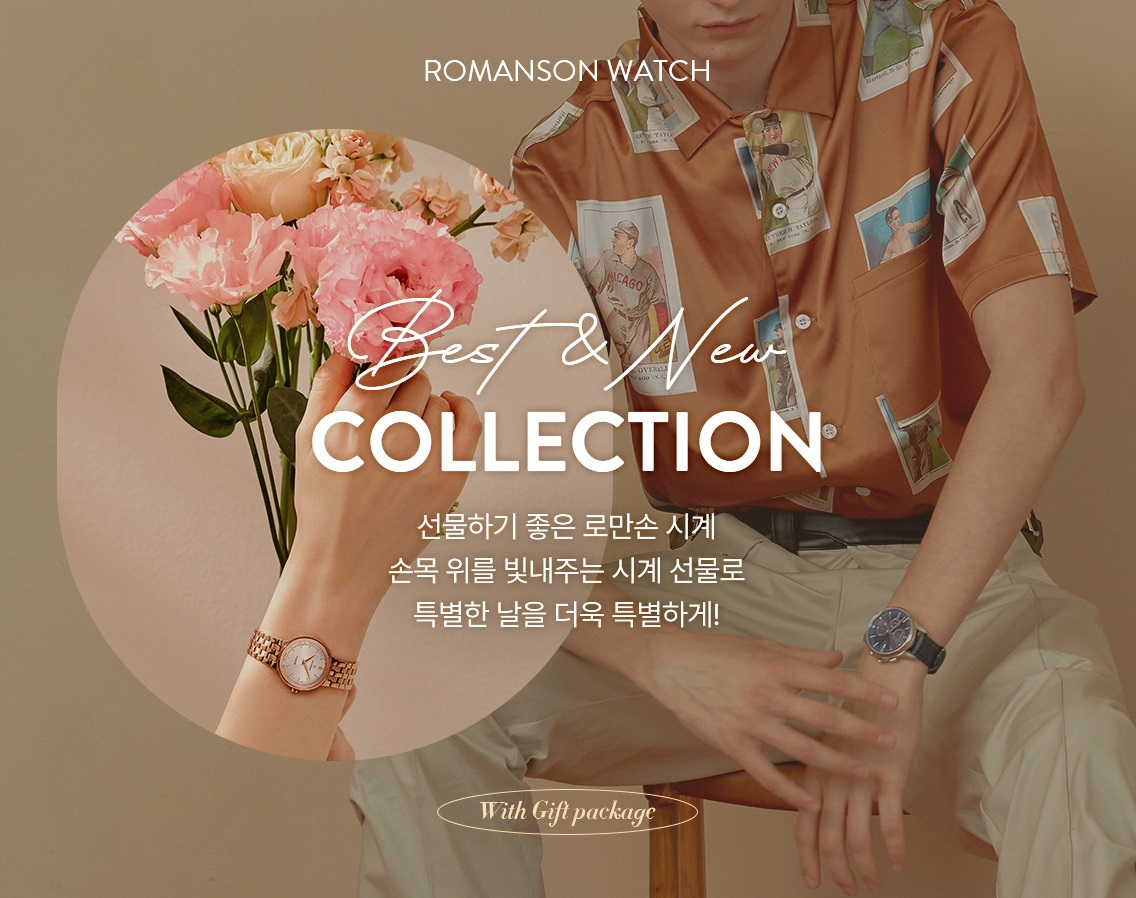 ROMANSON WATCH
Best & New
COLLECTION
선물하기 좋은 로만손 시계
손목 위를 빛내주는 시계 선물로
특별한 날을 더욱 특별하게!
With Gift package
CHICAGO